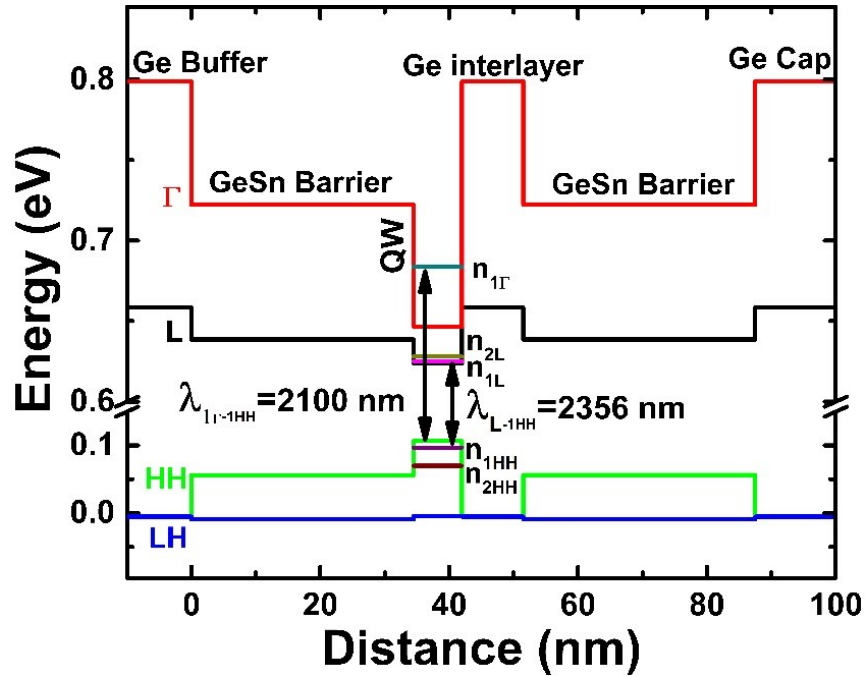 Ge Buffer
Ge interlayer
Ge Cap
0.8
GeSn Barrier
GeSn Barrier
Γ
QW
n1Γ
0.7
L
n2L
n1L
0.6
λ1Γ-1HH=2100 nm
λL-1HH=2356 nm
0.1
n1HH
HH
n2HH
0.0
LH
0 20 40 60 80 100
Distance (nm)
Energy (eV)